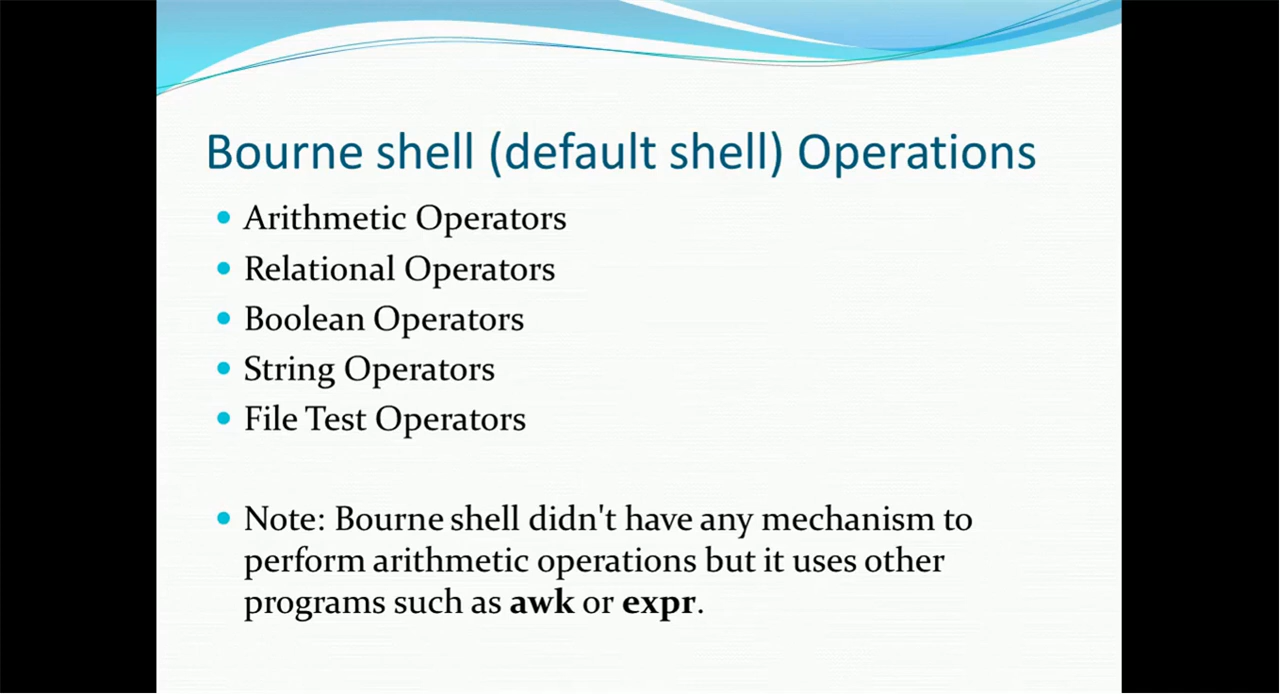 Bourne shell (default shell) Operations
• Arithmetic Operators
• Relational Operators
• Boolean Operators
• String Operators
• File Test Operators
• Note: Bourne shell didn't have any mechanism to
perform arithmetic operations but it uses other
programs such as awk or expr.